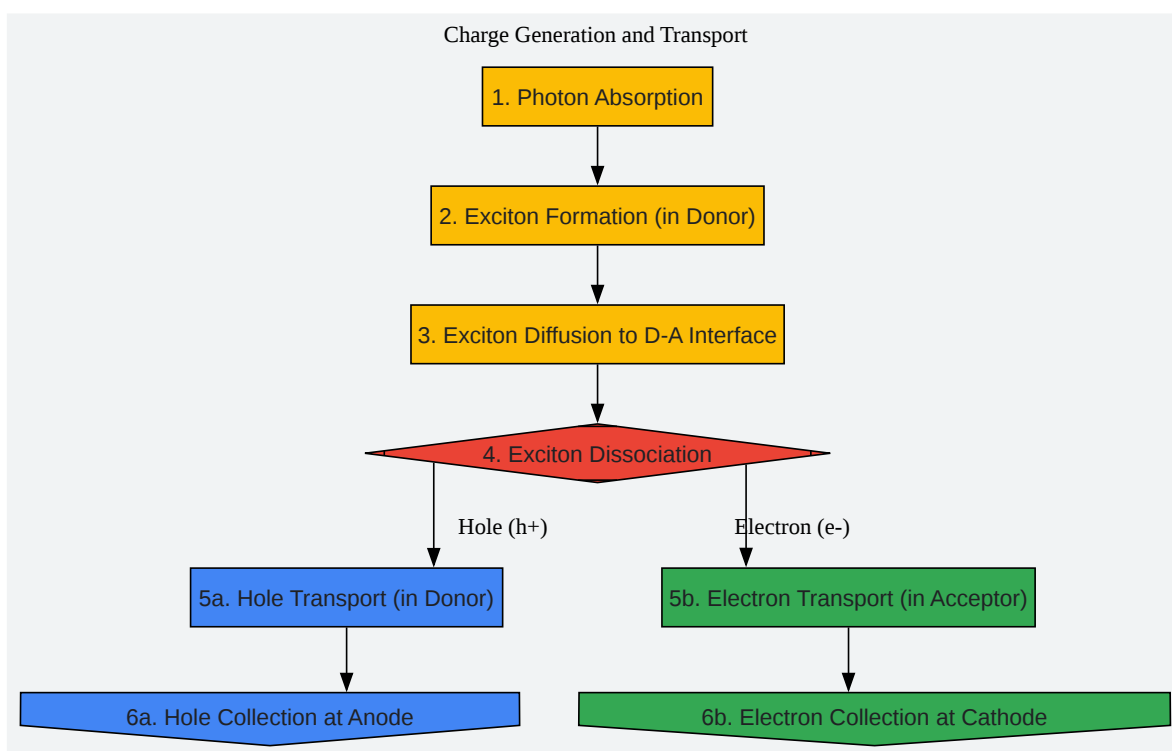 Charge Generation and Transport
1. Photon Absorption
2. Exciton Formation (in Donor)
3. Exciton Diffusion to D-A Interface
4. Exciton Dissociation
Hole (h+)
Electron (e-)
5a. Hole Transport (in Donor)
5b. Electron Transport (in Acceptor)
6a. Hole Collection at Anode
6b. Electron Collection at Cathode